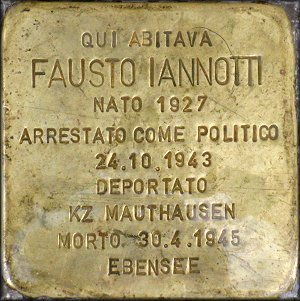 QUI ABITAVA
FAUSTO IANNOTTI
NATO 1927
ARRESTATO COME POLITICO
24.10.1943
DEPORTATO
KZ MAUTHAUSEN
MORTO 30.4.1945
EBENSEE